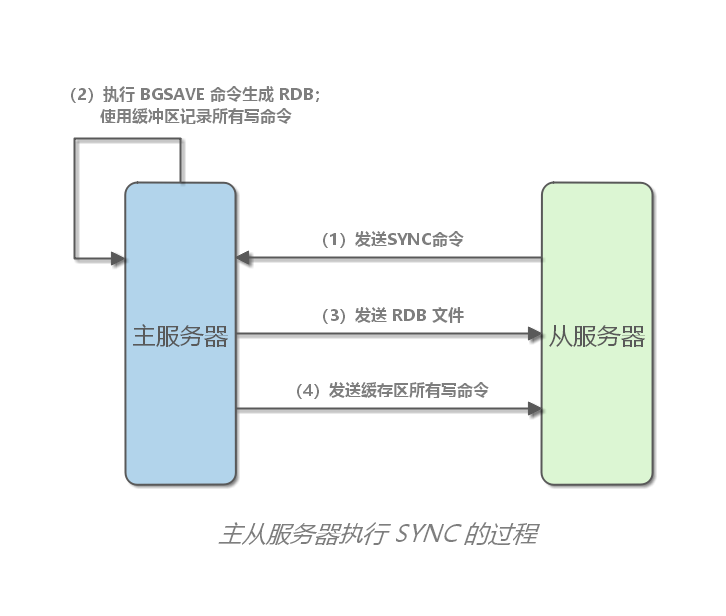 （2）执行 BGSAVE 命令生成 RDB；
使用缓冲区记录所有写命令
（1）发送SYNC命令
（3）发送 RDB 文件
主服务器
从服务器
（4）发送缓存区所有写命令
主从服务器执行 SYNC 的过程